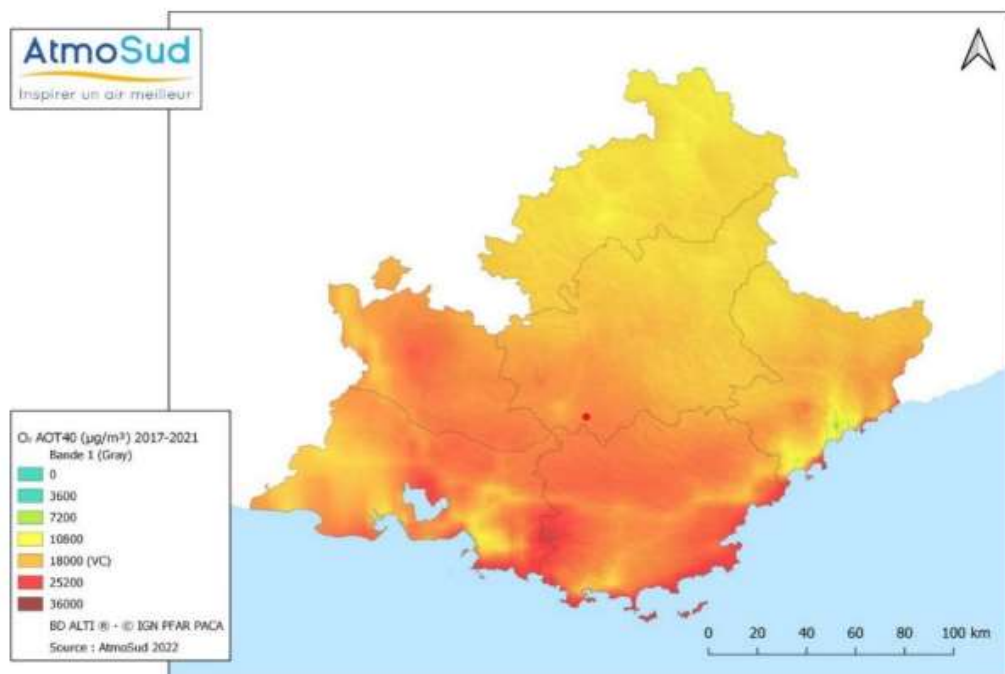 AtmoSud
Inspirer un air meilleur
O₃ AOT40 (µg/m³) 2017-2021
Bande 1 (Gray)
0
3600
7200
10800
18000 (VC)
25200
36000
BD ALTI ® - © IGN PFAR PACA
Source : AtmoSud 2022
0 20 40 60 80 100 km